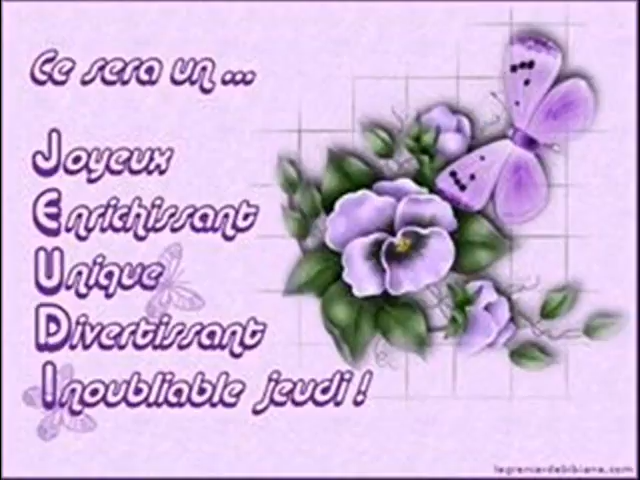 Ce sera un ...
Joyeux
Enrichissant
Unique
Divertissant
Inoubliable jeudi !
legrenierdebibiane.com